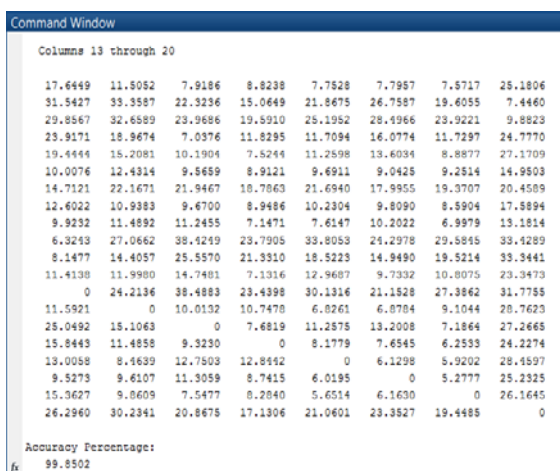 Command Window
Columns 13 through 20
17.6449 11.5052 7.9186 8.8238 7.7528 7.7957 7.5717 25.1806
31.5427 33.3587 22.3236 15.0649 21.8675 26.7587 19.6055 7.4460
29.8567 32.6589 23.9686 19.5910 25.1952 28.4966 23.9221 9.8823
23.9171 18.9674 7.0376 11.8295 11.7094 16.0774 11.7297 24.7770
19.4444 15.2081 10.1904 7.5244 11.2598 13.6034 8.8877 27.1709
10.0076 12.4314 9.5659 8.9121 9.6911 9.0425 9.2514 14.9503
14.7121 22.1671 21.9467 18.7863 21.6940 17.9955 19.3707 20.4589
12.6022 10.9383 9.6700 8.9486 10.2304 9.8090 8.5904 17.5894
9.9232 11.4892 11.2455 7.1471 7.6147 10.2022 6.9979 13.1814
6.3243 27.0662 38.4249 23.7905 33.8053 24.2978 29.5845 33.4289
8.1477 14.4057 25.5570 21.3310 18.5223 14.9490 19.5214 33.3441
11.4138 11.9980 14.7481 7.1316 12.9687 9.7332 10.8075 23.3473
0 24.2136 38.4883 23.4398 30.1316 21.1528 27.3862 31.7755
11.5921 0 10.0132 10.7478 6.8261 6.8784 9.1044 28.7623
25.0492 15.1063 0 7.6819 11.2575 13.2008 7.1864 27.2665
15.8443 11.4858 9.3230 0 8.1779 7.6545 6.2533 24.2274
13.0058 8.4639 12.7503 12.8442 0 6.1298 5.9202 28.4597
9.5273 9.6107 11.3059 8.7415 6.0195 0 5.2777 25.2325
15.3627 9.8609 7.5477 8.2840 5.6514 6.1630 0 26.1645
26.2960 30.2341 20.8675 17.1306 21.0601 23.3527 19.4485 0
Accuracy Percentage:
fx 99.8502